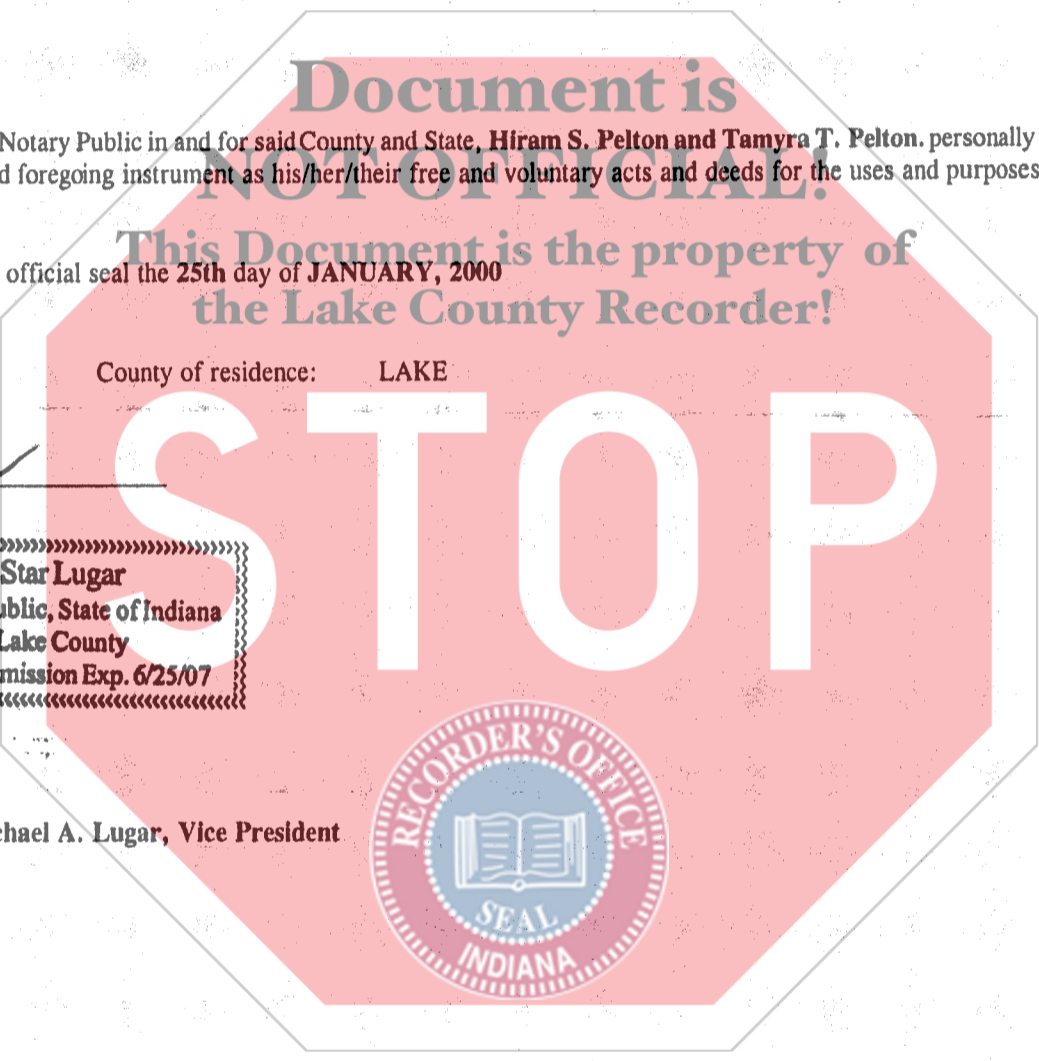 Document is
Notary Public in and for said County and State, Hiram S. Pelton and Tamyra T. Pelton. personally
NOT OFFICIAL!
d foregoing instrument as his/her/their free and voluntary acts and deeds for the uses and purposes
This Document is the property of
official seal the 25th day of JANUARY, 2000
the Lake County Recorder!
County of residence: LAKE
STOP
Star Lugar
ublic, State of Indiana
Lake County
mission Exp. 6/25/07
RECORDER'S OFFICE
SEAL
INDIANA
chael A. Lugar, Vice President